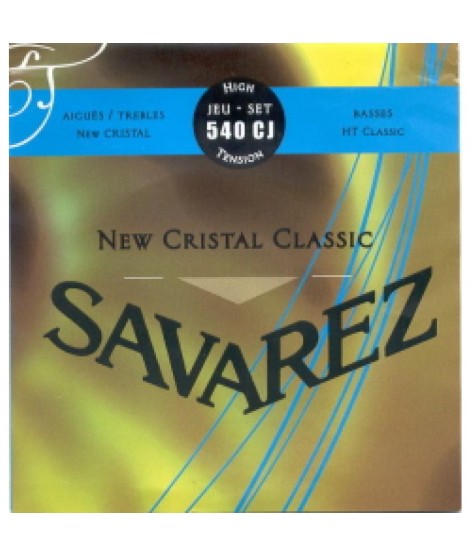 HIGH
JEU - SET
540 CJ
TENSION
AIGUËS / TREBLES
NEW CRISTAL
BASSES
HT CLASSIC
NEW CRISTAL CLASSIC
SAVAREZ